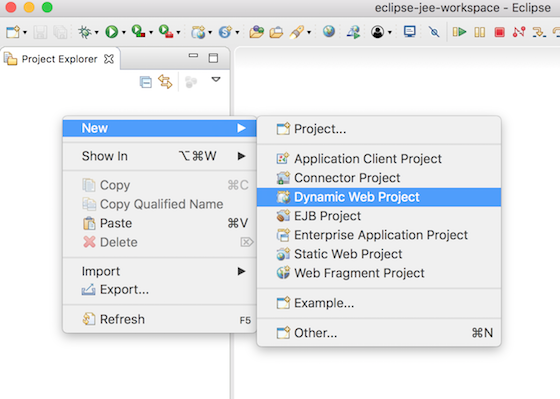 eclipse-jee-workspace - Eclipse
Project Explorer
New
Show In ⌥⌘W
Copy ⌘C
Copy Qualified Name
Paste ⌘V
Delete ⌦
Import
Export...
Refresh F5
Project...
Application Client Project
Connector Project
Dynamic Web Project
EJB Project
Enterprise Application Project
Static Web Project
Web Fragment Project
Example...
Other... ⌘N